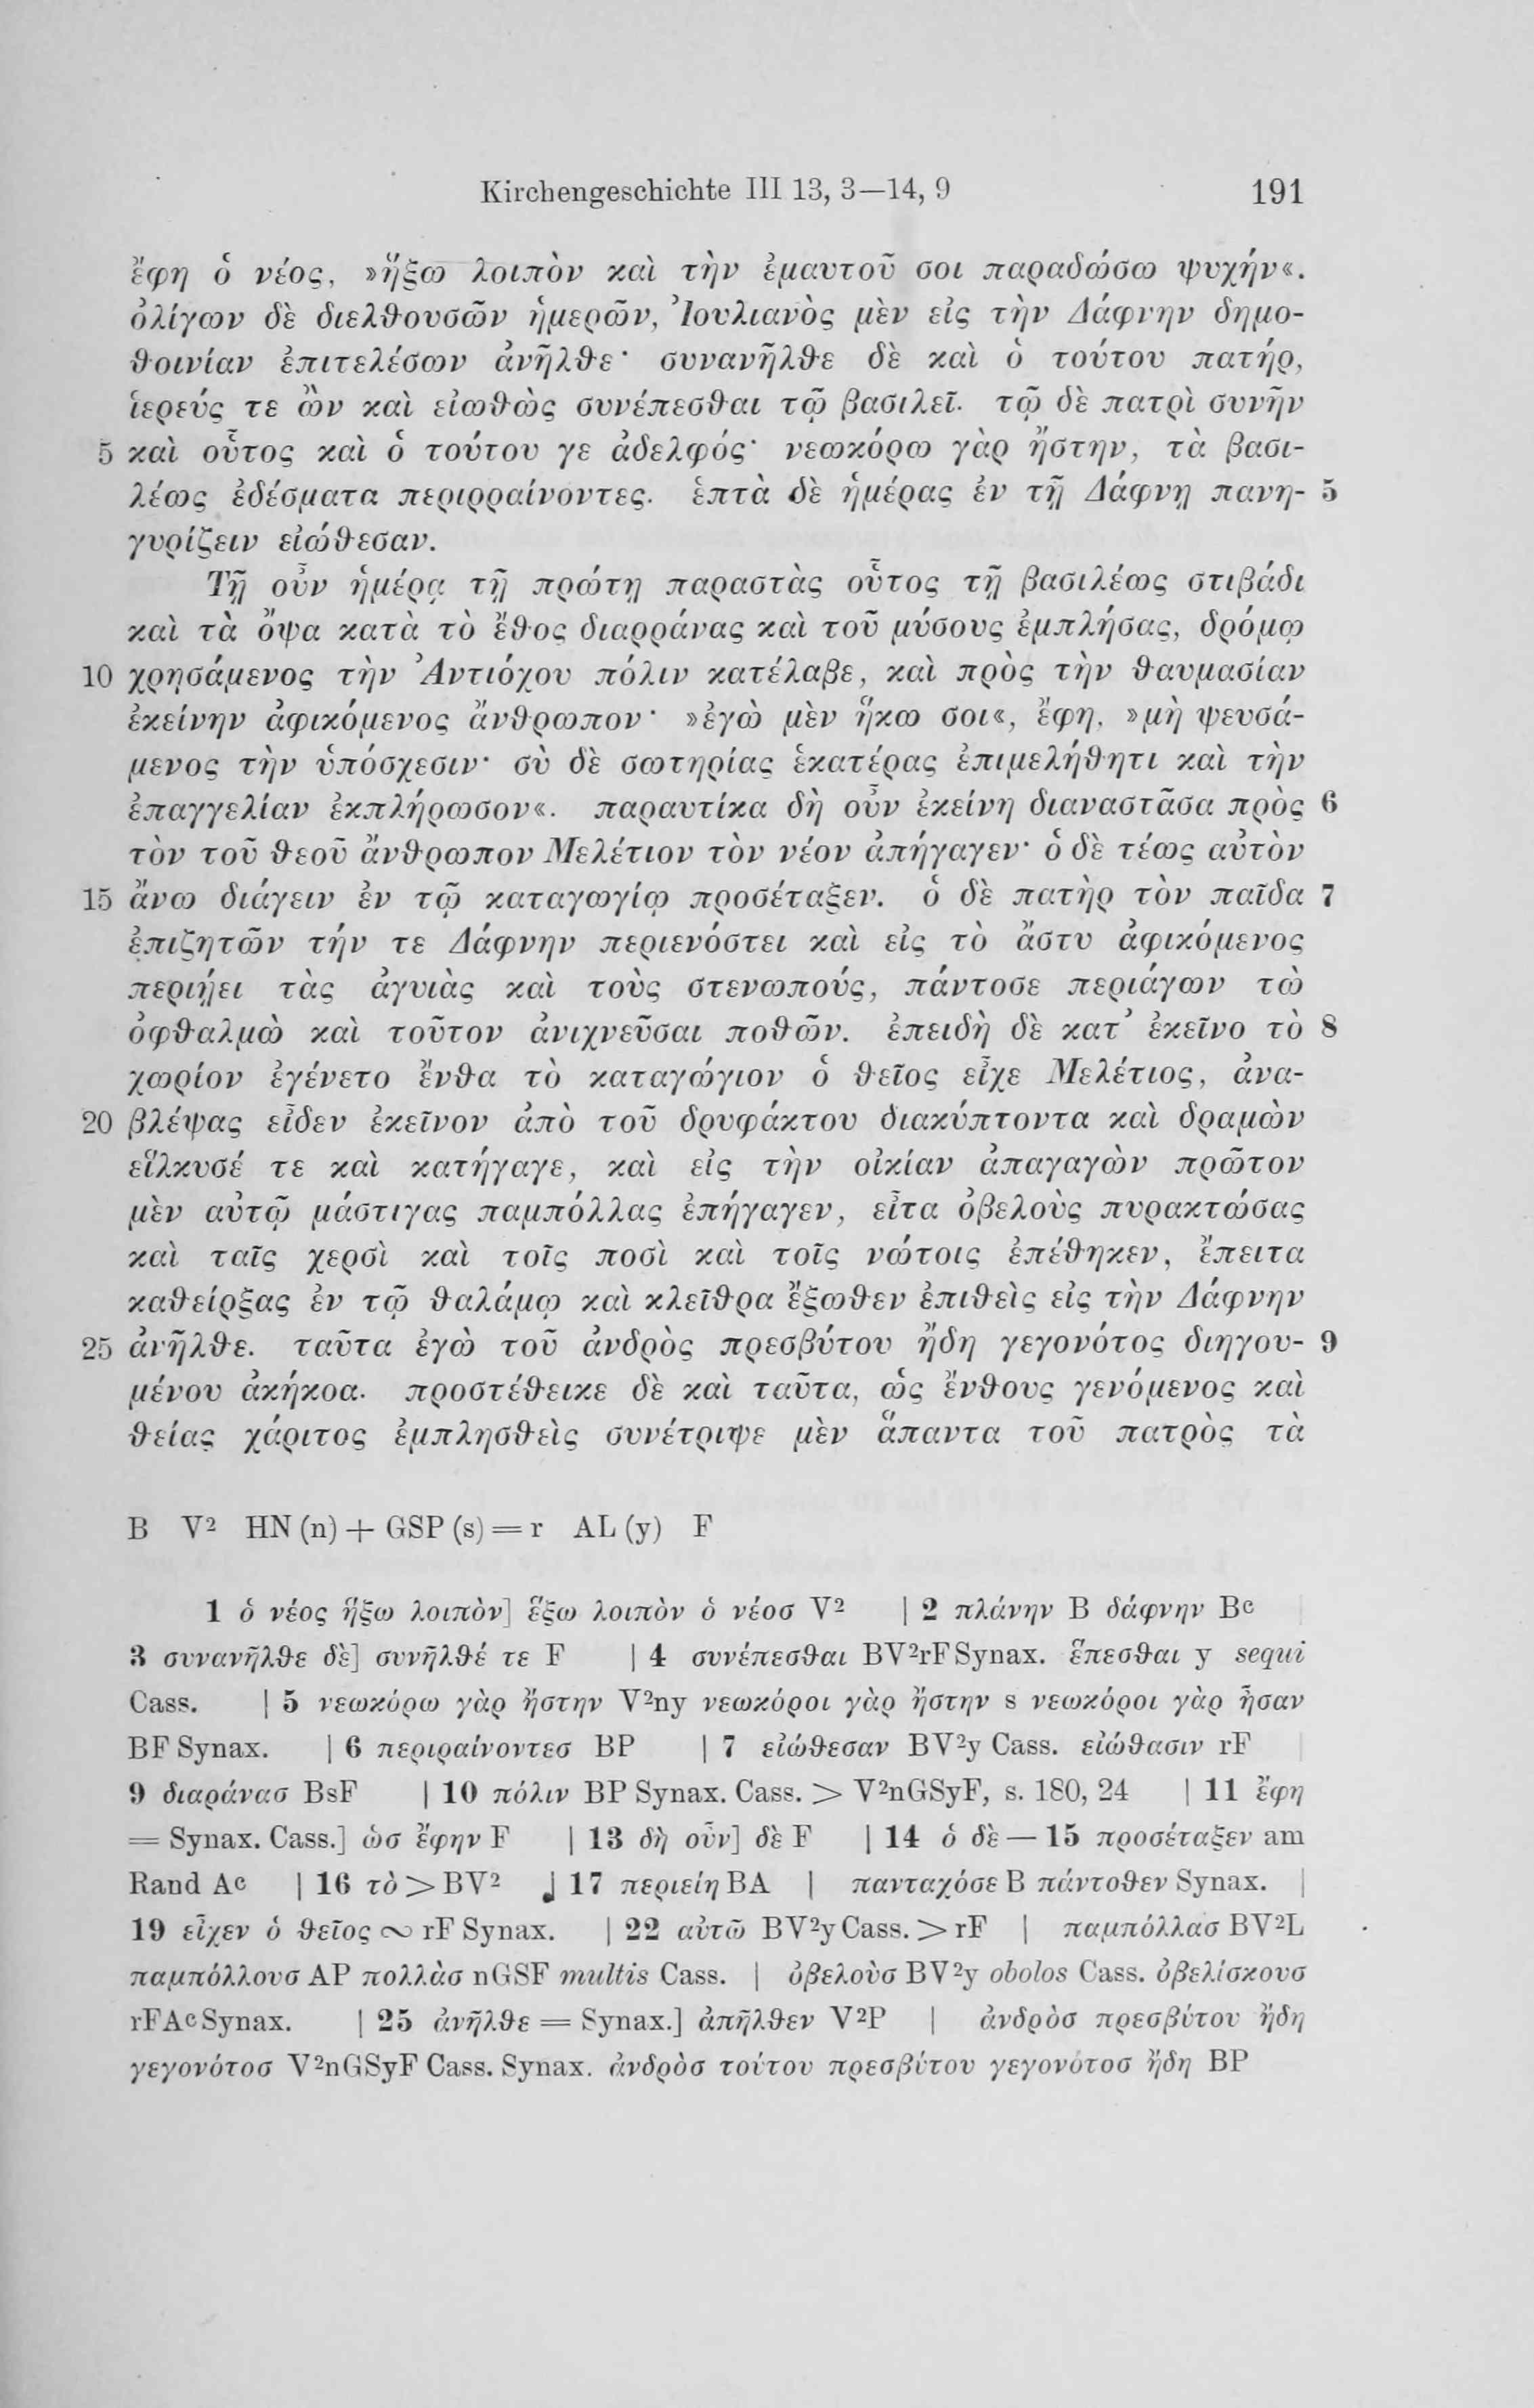 Kirchengeschichte III 13, 3—14, 9 191
ἔφη ὁ νέος, »ἥξω λοιπὸν καὶ τὴν ἐμαυτοῦ σοι παραδώσω ψυχήν«.
ὀλίγων δὲ διελθουσῶν ἡμερῶν, Ἰουλιανὸς μὲν εἰς τὴν Δάφνην δημο-
θοινίαν ἐπιτελέσων ἀνῆλθε· συνανῆλθε δὲ καὶ ὁ τούτου πατήρ,
ἱερεύς τε ὢν καὶ εἰωθὼς συνέπεσθαι τῷ βασιλεῖ. τῷ δὲ πατρὶ συνῆν
5 καὶ οὗτος καὶ ὁ τούτου γε ἀδελφός· νεωκόρω γὰρ ἤστην, τὰ βασι-
λέως ἐδέσματα περιρραίνοντες. ἑπτὰ δὲ ἡμέρας ἐν τῇ Δάφνῃ πανη- 5
γυρίζειν εἰώθεσαν.
Τῇ οὖν ἡμέρᾳ τῇ πρώτῃ παραστὰς οὗτος τῇ βασιλέως στιβάδι
καὶ τὰ ὄψα κατὰ τὸ ἔθος διαρράνας καὶ τοῦ μύσους ἐμπλήσας, δρόμῳ
10 χρησάμενος τὴν Ἀντιόχου πόλιν κατέλαβε, καὶ πρὸς τὴν θαυμασίαν
ἐκείνην ἀφικόμενος ἄνθρωπον· »ἐγὼ μὲν ἥκω σοι«, ἔφη, »μὴ ψευσά-
μενος τὴν ὑπόσχεσιν· σὺ δὲ σωτηρίας ἑκατέρας ἐπιμελήθητι καὶ τὴν
ἐπαγγελίαν ἐκπλήρωσον«. παραυτίκα δὴ οὖν ἐκείνη διαναστᾶσα πρὸς 6
τὸν τοῦ θεοῦ ἄνθρωπον Μελέτιον τὸν νέον ἀπήγαγεν· ὁ δὲ τέως αὐτὸν
15 ἄνω διάγειν ἐν τῷ καταγωγίῳ προσέταξεν. ὁ δὲ πατὴρ τὸν παῖδα 7
ἐπιζητῶν τήν τε Δάφνην περιενόστει καὶ εἰς τὸ ἄστυ ἀφικόμενος
περιῄει τὰς ἀγυιὰς καὶ τοὺς στενωπούς, πάντοσε περιάγων τὼ
ὀφθαλμὼ καὶ τοῦτον ἀνιχνεῦσαι ποθῶν. ἐπειδὴ δὲ κατ᾽ ἐκεῖνο τὸ 8
χωρίον ἐγένετο ἔνθα τὸ καταγώγιον ὁ θεῖος εἶχε Μελέτιος, ἀνα-
20 βλέψας εἶδεν ἐκεῖνον ἀπὸ τοῦ δρυφάκτου διακύπτοντα καὶ δραμὼν
εἵλκυσέ τε καὶ κατήγαγε, καὶ εἰς τὴν οἰκίαν ἀπαγαγὼν πρῶτον
μὲν αὐτῷ μάστιγας παμπόλλας ἐπήγαγεν, εἶτα ὀβελοὺς πυρακτώσας
καὶ ταῖς χερσὶ καὶ τοῖς ποσὶ καὶ τοῖς νώτοις ἐπέθηκεν, ἔπειτα
καθείρξας ἐν τῷ θαλάμῳ καὶ κλεῖθρα ἔξωθεν ἐπιθεὶς εἰς τὴν Δάφνην
25 ἀνῆλθε. ταῦτα ἐγὼ τοῦ ἀνδρὸς πρεσβύτου ἤδη γεγονότος διηγου- 9
μένου ἀκήκοα. προστέθεικε δὲ καὶ ταῦτα, ὡς ἔνθους γενόμενος καὶ
θείας χάριτος ἐμπλησθεὶς συνέτριψε μὲν ἅπαντα τοῦ πατρὸς τὰ
B V² HN (n) + GSP (s) = r AL (y) F
1 ὁ νέος ἥξω λοιπὸν] ἕξω λοιπὸν ὁ νέοσ V² | 2 πλάνην B δάφνην Bᶜ
3 συνανῆλθε δὲ] συνῆλθέ τε F | 4 συνέπεσθαι BV²rF Synax. ἕπεσθαι y sequi
Cass. | 5 νεωκόρω γὰρ ἤστην V²ny νεωκόροι γὰρ ἤστην s νεωκόροι γὰρ ἦσαν
BF Synax. | 6 περιραίνοντεσ BP | 7 εἰώθεσαν BV²y Cass. εἰώθασιν rF
9 διαράνασ BsF | 10 πόλιν BP Synax. Cass. > V²nGSyF, s. 180, 24 | 11 ἔφη
= Synax. Cass.] ὡσ ἔφην F | 13 δὴ οὖν] δὲ F | 14 ὁ δὲ — 15 προσέταξεν am
Rand Aᶜ | 16 τὸ > BV² | 17 περιείη BA | πανταχόσε B πάντοθεν Synax. |
19 εἶχεν ὁ θεῖος ∾ rF Synax. | 22 αὐτῶ BV²y Cass. > rF | παμπόλλασ BV²L
παμπόλλουσ AP πολλὰσ nGSF multis Cass. | ὀβελοὺσ BV²y obolos Cass. ὀβελίσκουσ
rFAᶜ Synax. | 25 ἀνῆλθε = Synax.] ἀπῆλθεν V²P | ἀνδρὸσ πρεσβύτου ἤδη
γεγονότοσ V²nGSyF Cass. Synax. ἀνδρὸσ τούτου πρεσβύτου γεγονότοσ ἤδη BP